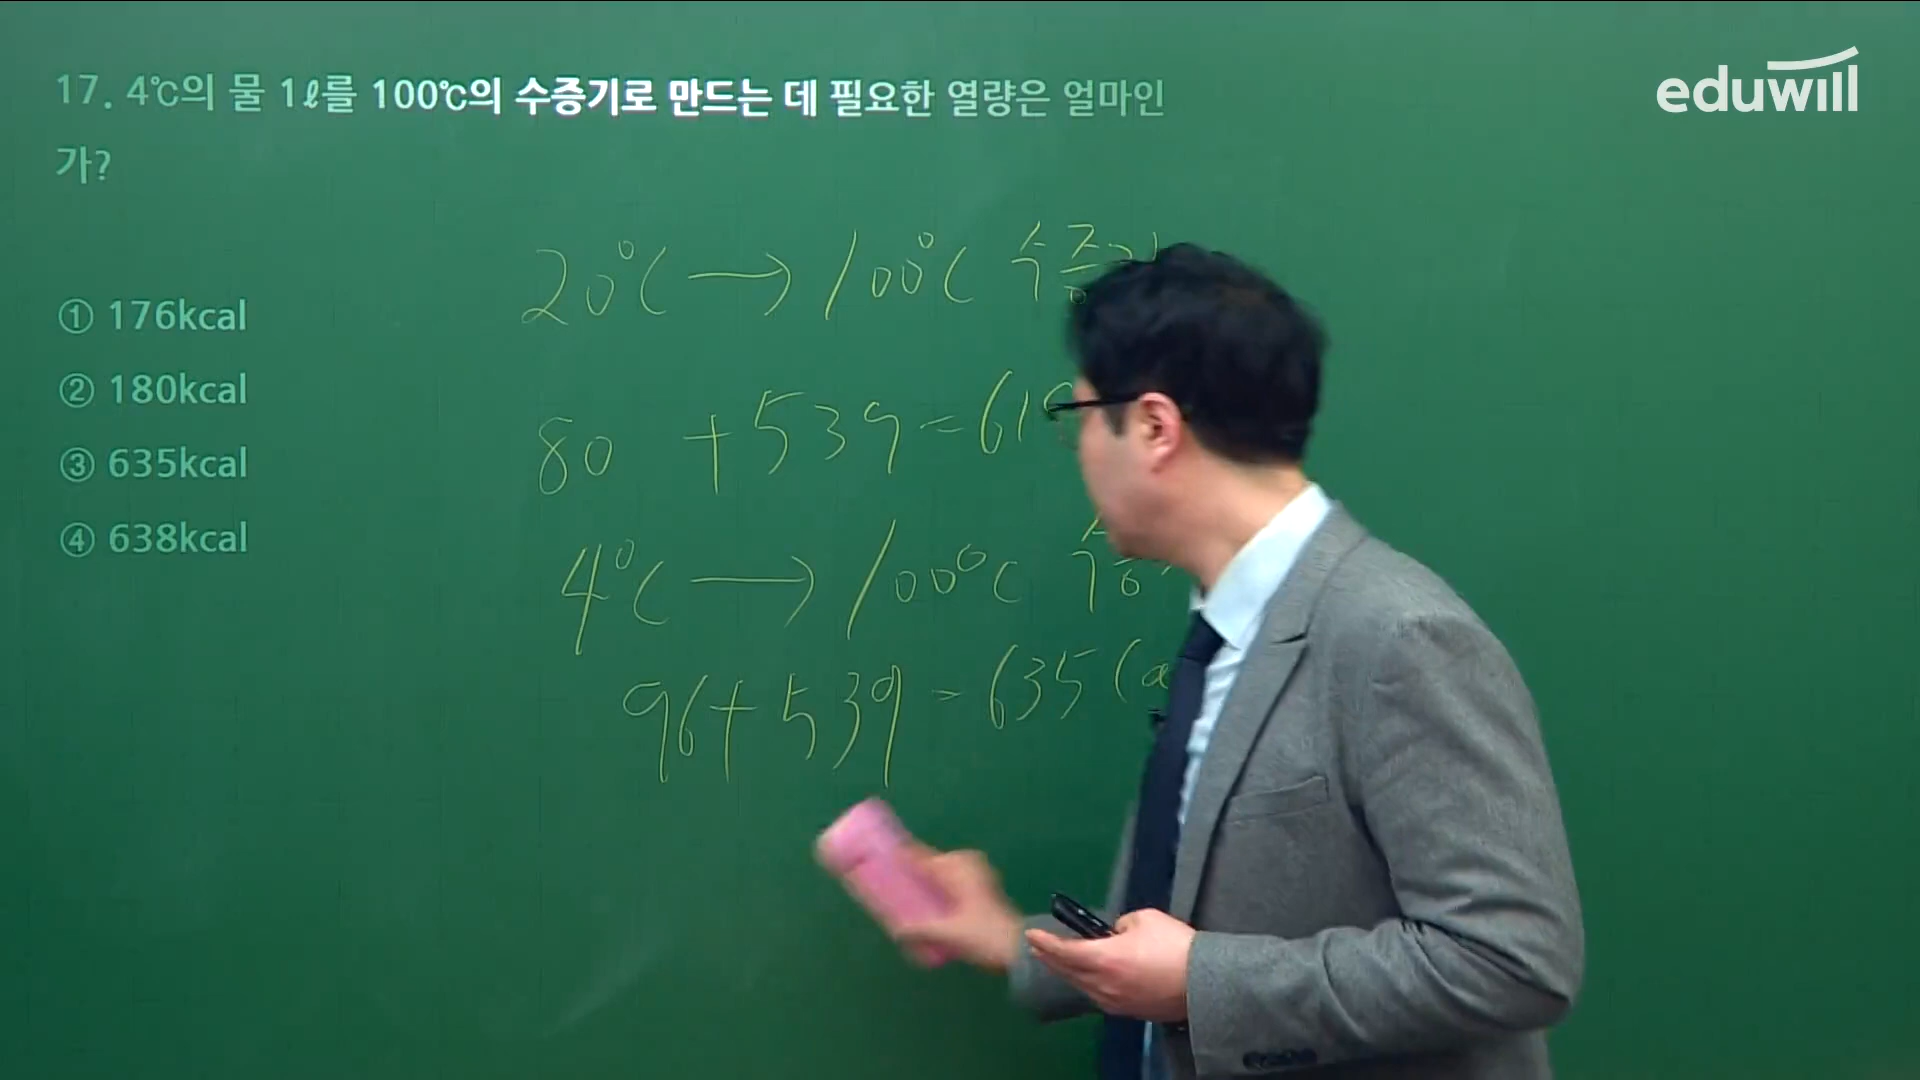 eduwill
17. 4℃의 물 1ℓ를 100℃의 수증기로 만드는 데 필요한 열량은 얼마인
가?
① 176kcal
② 180kcal
③ 635kcal
④ 638kcal
20°C → 100°C
80 + 539 = 619
4°C → 100°C
96 + 539 = 635